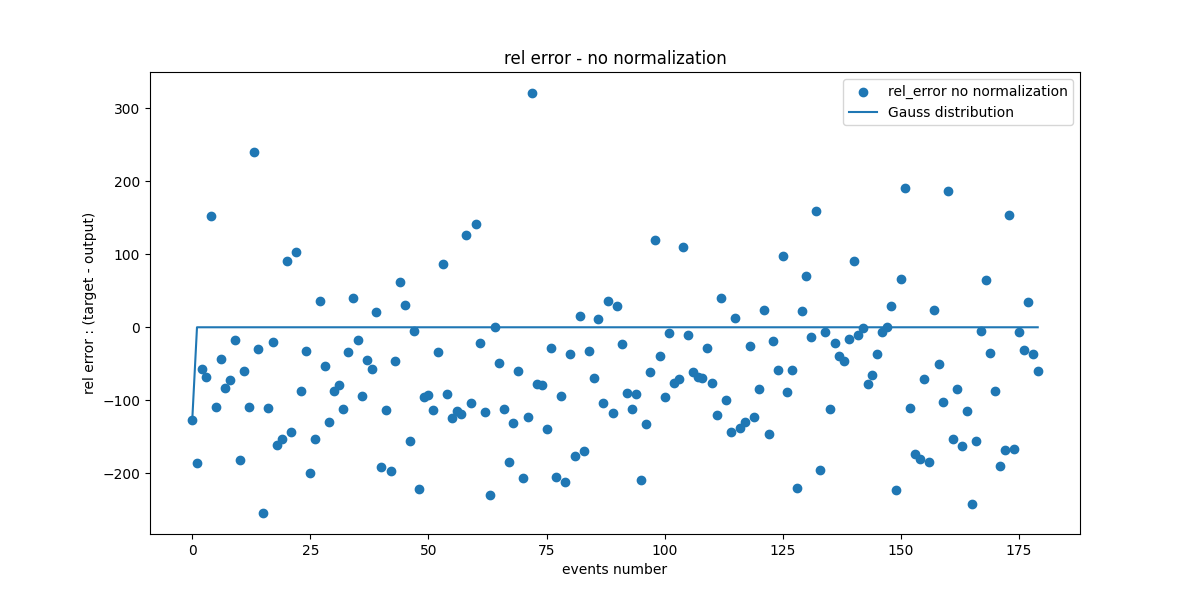 rel error - no normalization
rel_error no normalization
Gauss distribution
rel error : (target - output)
300
200
100
0
−100
−200
0
25
50
75
100
125
150
175
events number